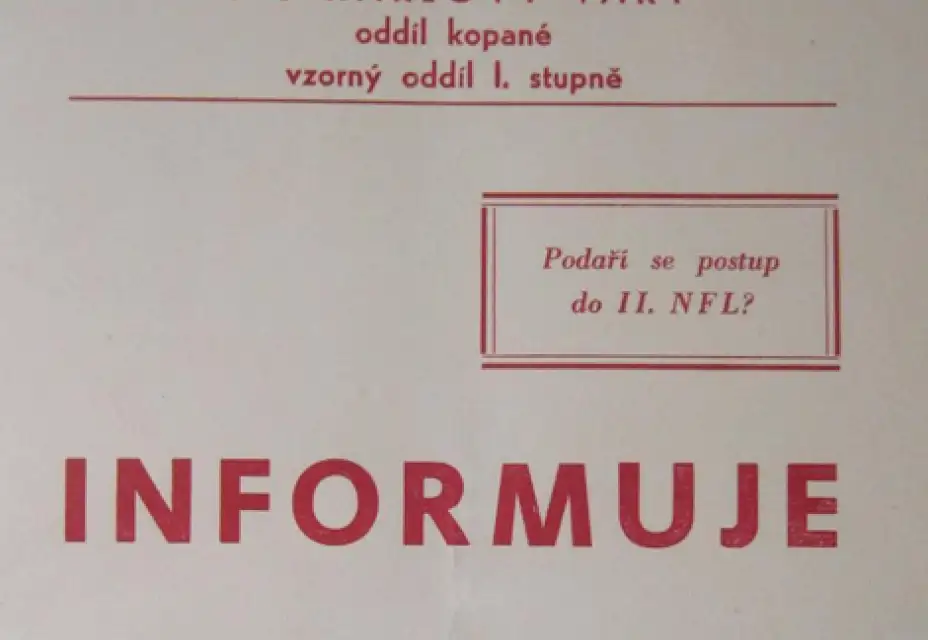 oddíl kopané
vzorný oddíl I. stupně
Podaří se postup
do II. NFL?
INFORMUJE